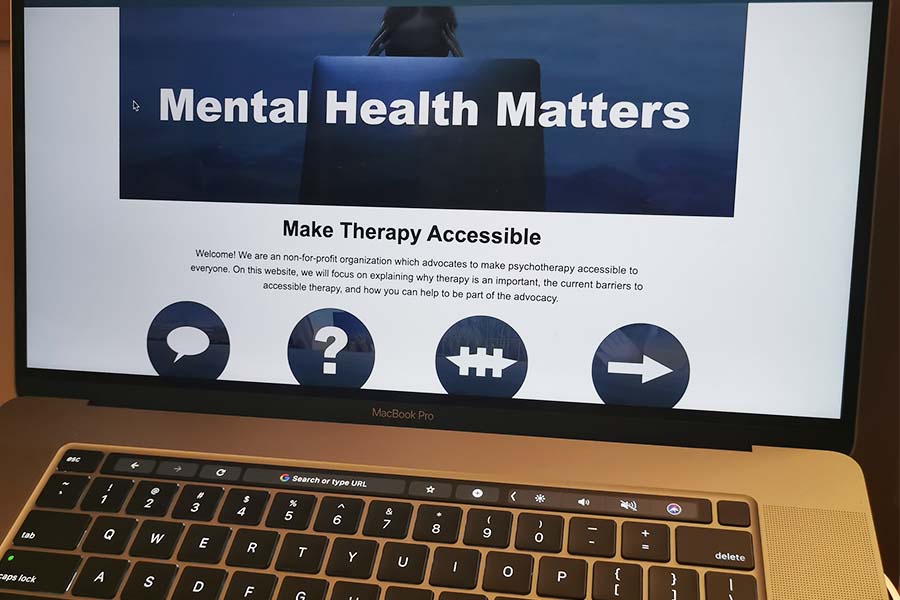 Mental Health Matters
Make Therapy Accessible
Welcome! We are an non-for-profit organization which advocates to make psychotherapy accessible to
everyone. On this website, we will focus on explaining why therapy is an important, the current barriers to
accessible therapy, and how you can help to be part of the advocacy.
?
MacBook Pro
esc
G Search or type URL
~ ! @ # $ % ^ & * ( ) _ +
` 1 2 3 4 5 6 7 8 9 0 - = delete
tab Q W E R T Y U I O P { [ } ] |
caps lock A S D F G